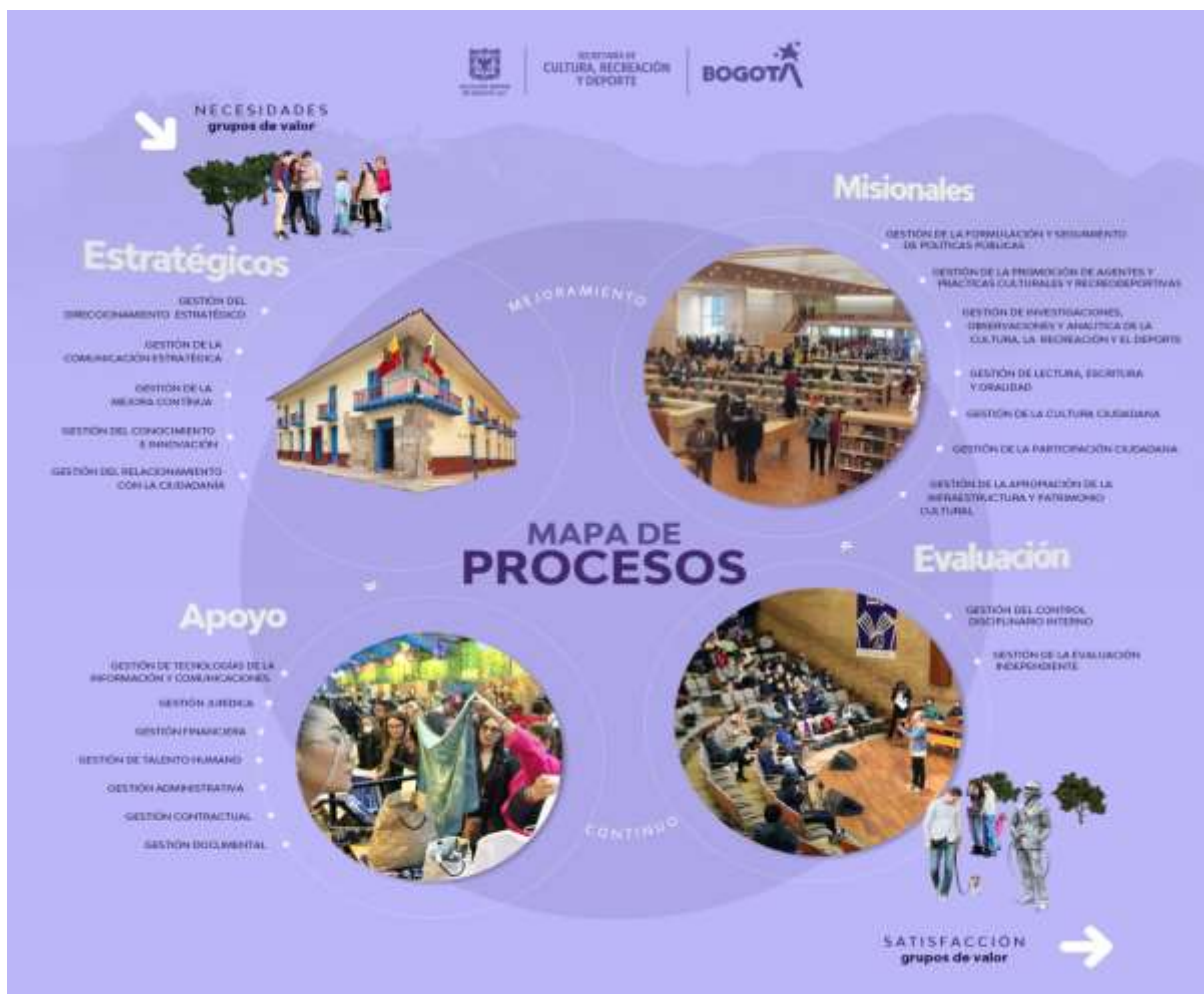 SECRETARÍA DE
CULTURA, RECREACIÓN
Y DEPORTE
BOGOTÁ
NECESIDADES
grupos de valor
Estratégicos
GESTIÓN DEL
DIRECCIONAMIENTO ESTRATÉGICO
GESTIÓN DE LA
COMUNICACIÓN ESTRATÉGICA
GESTIÓN DE LA
MEJORA CONTÍNUA
GESTIÓN DEL CONOCIMIENTO
E INNOVACIÓN
GESTIÓN DEL RELACIONAMIENTO
CON LA CIUDADANÍA
MEJORAMIENTO
Misionales
GESTIÓN DE LA FORMULACIÓN Y SEGUIMIENTO
DE POLÍTICAS PÚBLICAS
GESTIÓN DE LA PROMOCIÓN DE AGENTES Y
PRÁCTICAS CULTURALES Y RECREODEPORTIVAS
GESTIÓN DE INVESTIGACIONES,
OBSERVACIONES Y ANALÍTICA DE LA
CULTURA, LA RECREACIÓN Y EL DEPORTE
GESTIÓN DE LECTURA, ESCRITURA
Y ORALIDAD
GESTIÓN DE LA CULTURA CIUDADANA
GESTIÓN DE LA PARTICIPACIÓN CIUDADANA
GESTIÓN DE LA APROPIACIÓN DE LA
INFRAESTRUCTURA Y PATRIMONIO
CULTURAL
MAPA DE
PROCESOS
Apoyo
GESTIÓN DE TECNOLOGÍAS DE LA
INFORMACIÓN Y COMUNICACIONES
GESTIÓN JURÍDICA
GESTIÓN FINANCIERA
GESTIÓN DE TALENTO HUMANO
GESTIÓN ADMINISTRATIVA
GESTIÓN CONTRACTUAL
GESTIÓN DOCUMENTAL
Evaluación
GESTIÓN DEL CONTROL
DISCIPLINARIO INTERNO
GESTIÓN DE LA EVALUACIÓN
INDEPENDIENTE
CONTINUO
SATISFACCIÓN
grupos de valor